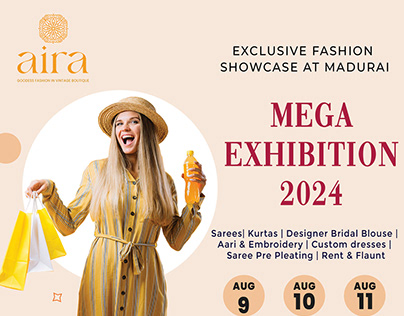 aira
EXCLUSIVE FASHION
SHOWCASE AT MADURAI
MEGA
EXHIBITION
2024
Sarees| Kurtas | Designer Bridal Blouse |
Aari & Embroidery | Custom dresses |
Saree Pre Pleating | Rent & Flaunt
AUG
9
AUG
10
AUG
11